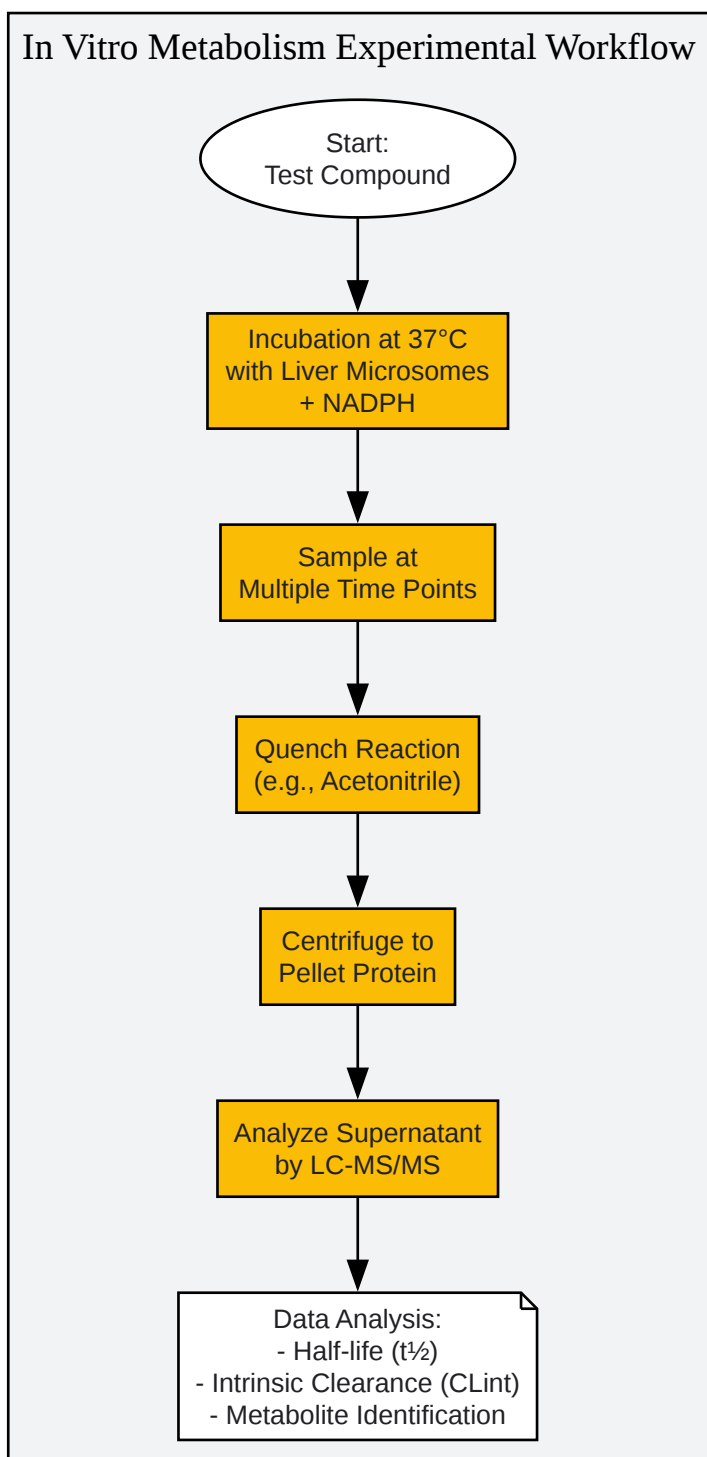 In Vitro Metabolism Experimental Workflow
Start:
Test Compound
Incubation at 37°C
with Liver Microsomes
+ NADPH
Sample at
Multiple Time Points
Quench Reaction
(e.g., Acetonitrile)
Centrifuge to
Pellet Protein
Analyze Supernatant
by LC-MS/MS
Data Analysis:
- Half-life (t½)
- Intrinsic Clearance (CLint)
- Metabolite Identification